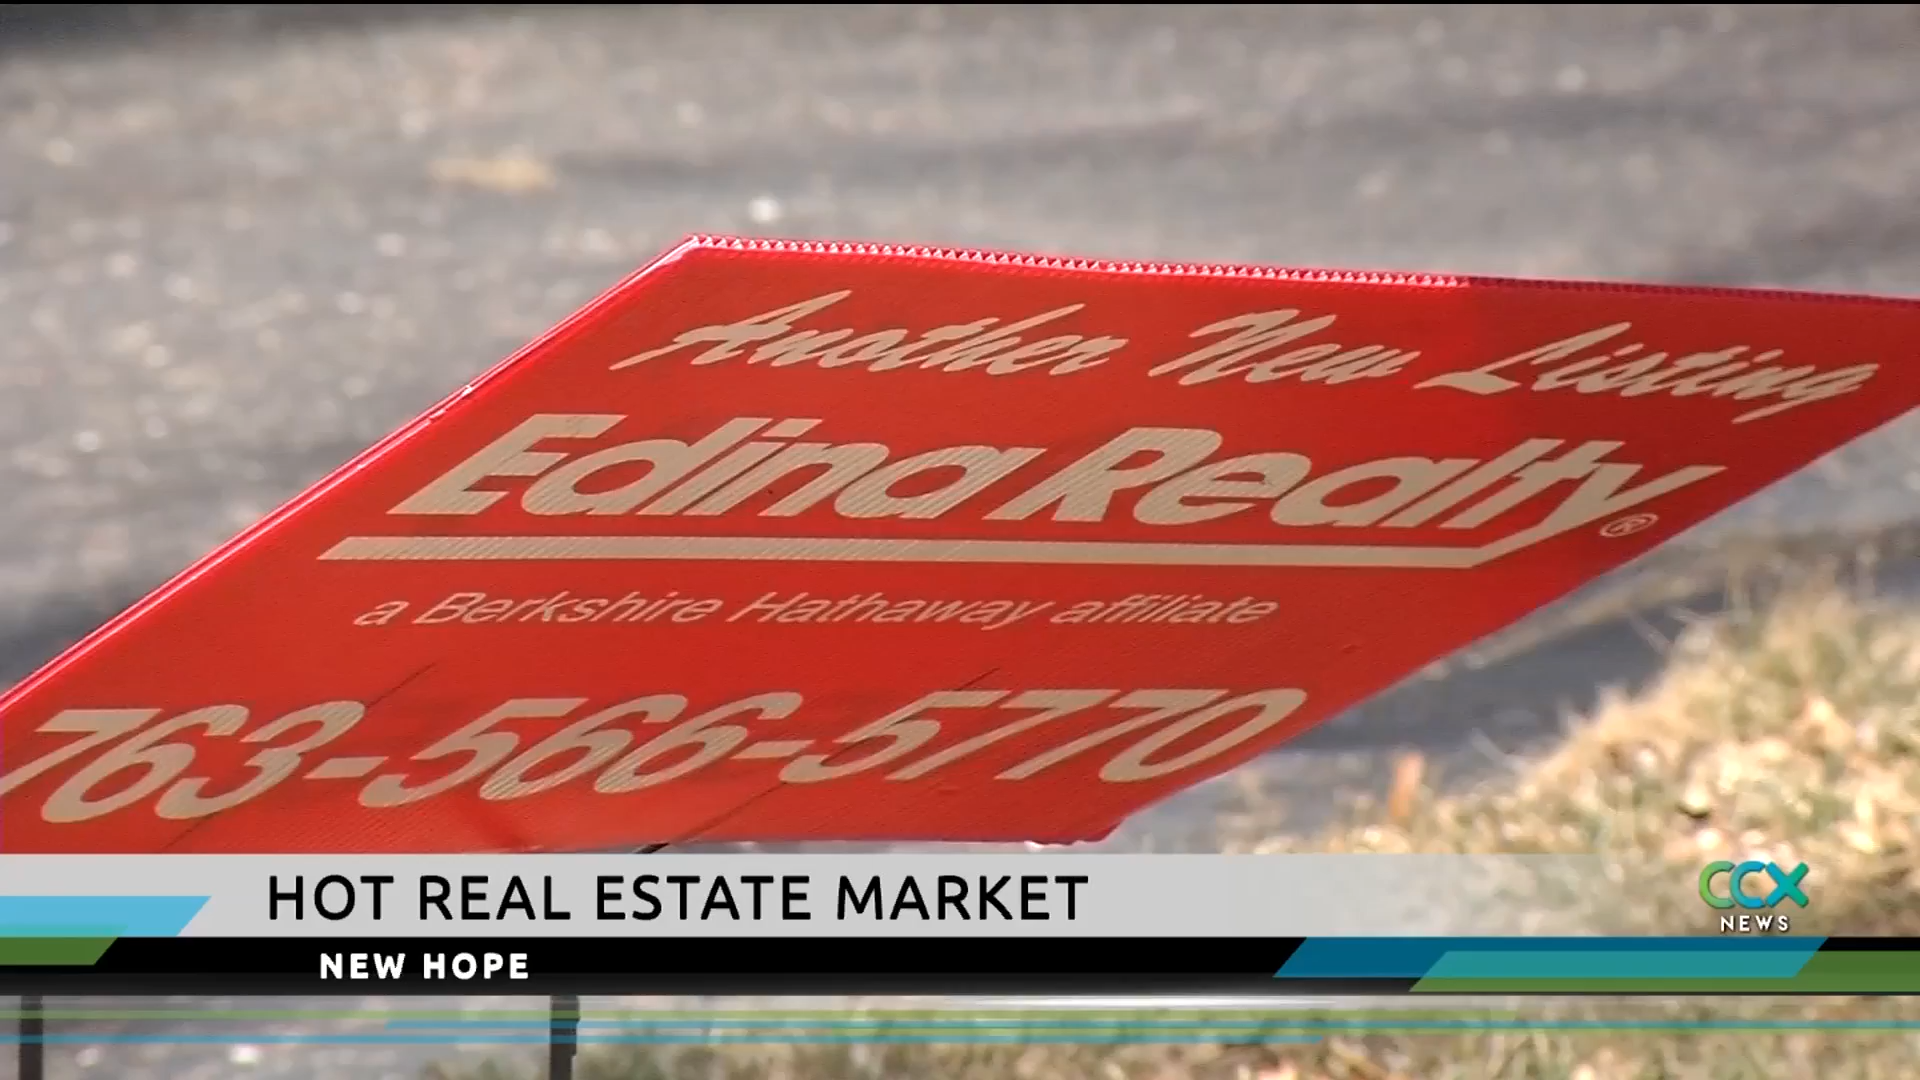 Another New Listing
Edina Realty®
a Berkshire Hathaway affiliate
763-566-5770
HOT REAL ESTATE MARKET
CCX
NEWS
NEW HOPE